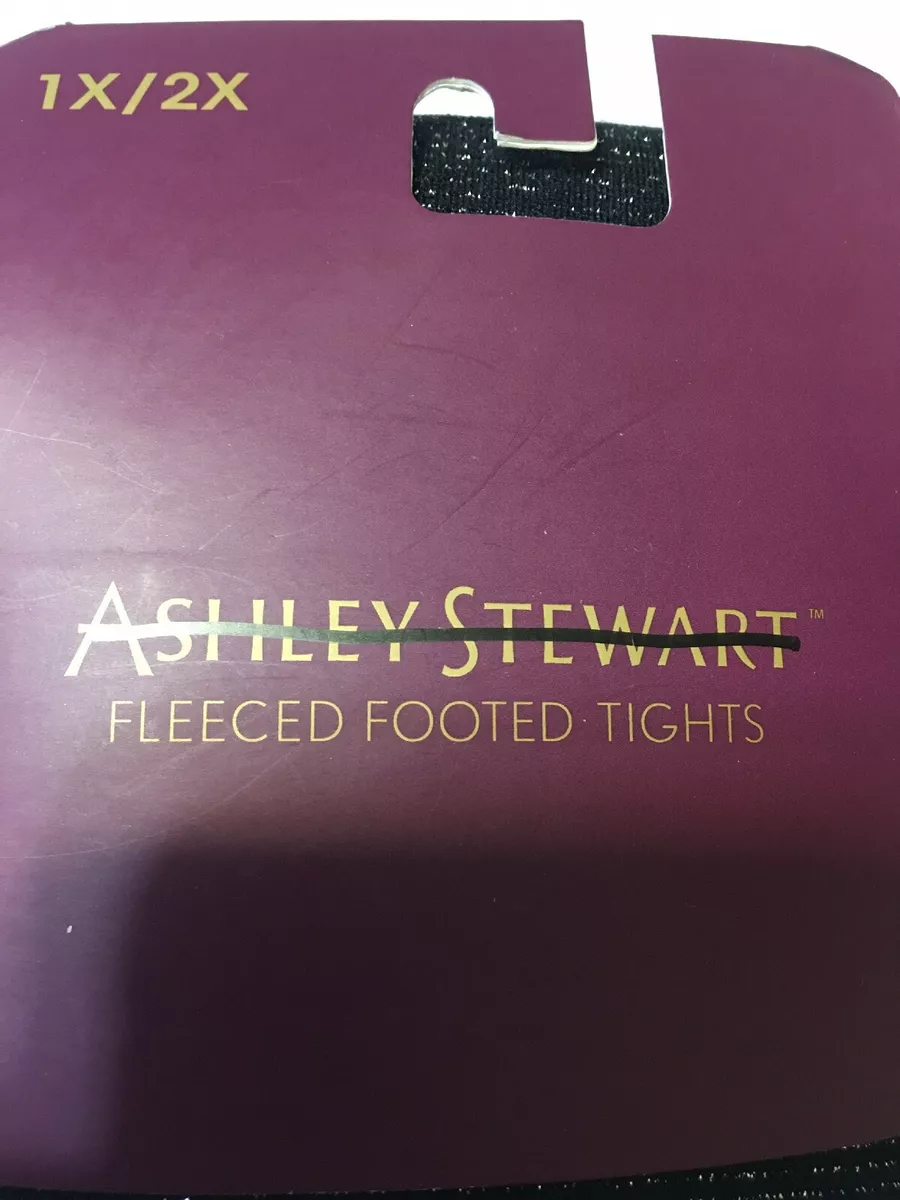 1X/2X
ASHLEY STEWART™
FLEECED FOOTED TIGHTS